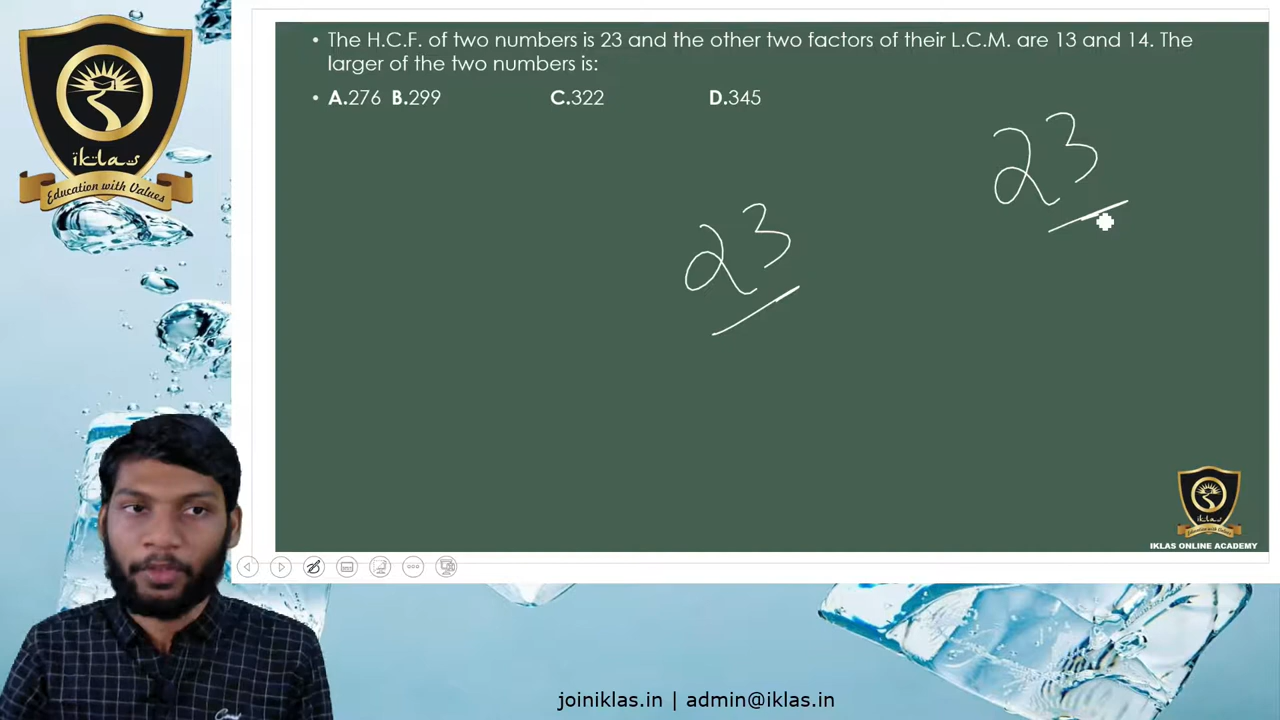 • The H.C.F. of two numbers is 23 and the other two factors of their L.C.M. are 13 and 14. The
larger of the two numbers is:
• A.276 B.299 C.322 D.345
23
23
iklas
Education with Values
IKLAS ONLINE ACADEMY
joiniklas.in | admin@iklas.in